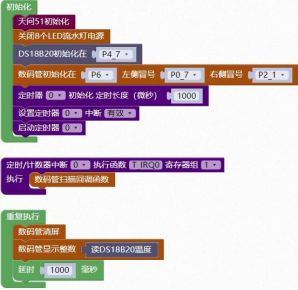 初始化
天问51初始化
关闭8个LED流水灯电源
DS18B20初始化在 P4_7
数码管初始化在 P6 左侧冒号 P0_7 右侧冒号 P2_1
定时器 0 初始化 定时长度（微秒） 1000
设置定时器 0 中断 有效
启动定时器 0
定时/计数器中断 0 执行函数 T_IRQ0 寄存器组 1
执行 数码管扫描回调函数
重复执行
数码管清屏
数码管显示整数 读DS18B20温度
延时 1000 毫秒